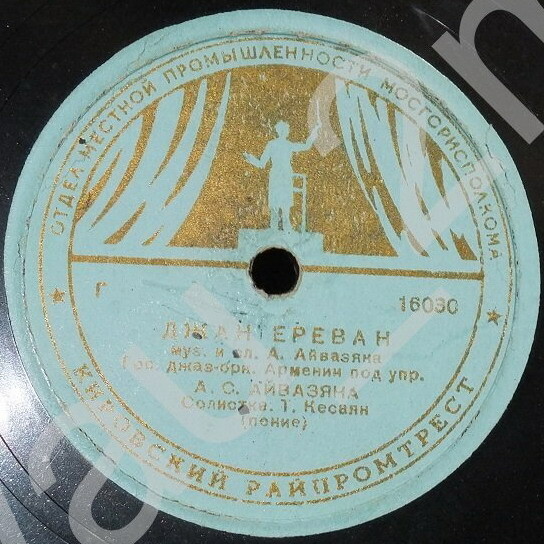 ОТДЕЛ МЕСТНОЙ ПРОМЫШЛЕННОСТИ МОСГОРИСПОЛКОМА
Г 16030
ДЖАН ЕРЕВАН
муз. и сл. А. Айвазяна
Гос. джаз-орк. Армении под упр.
А. С. АЙВАЗЯНА
Солистка Т. Кесаян
(пение)
КИРОВСКИЙ РАЙПРОМТРЕСТ